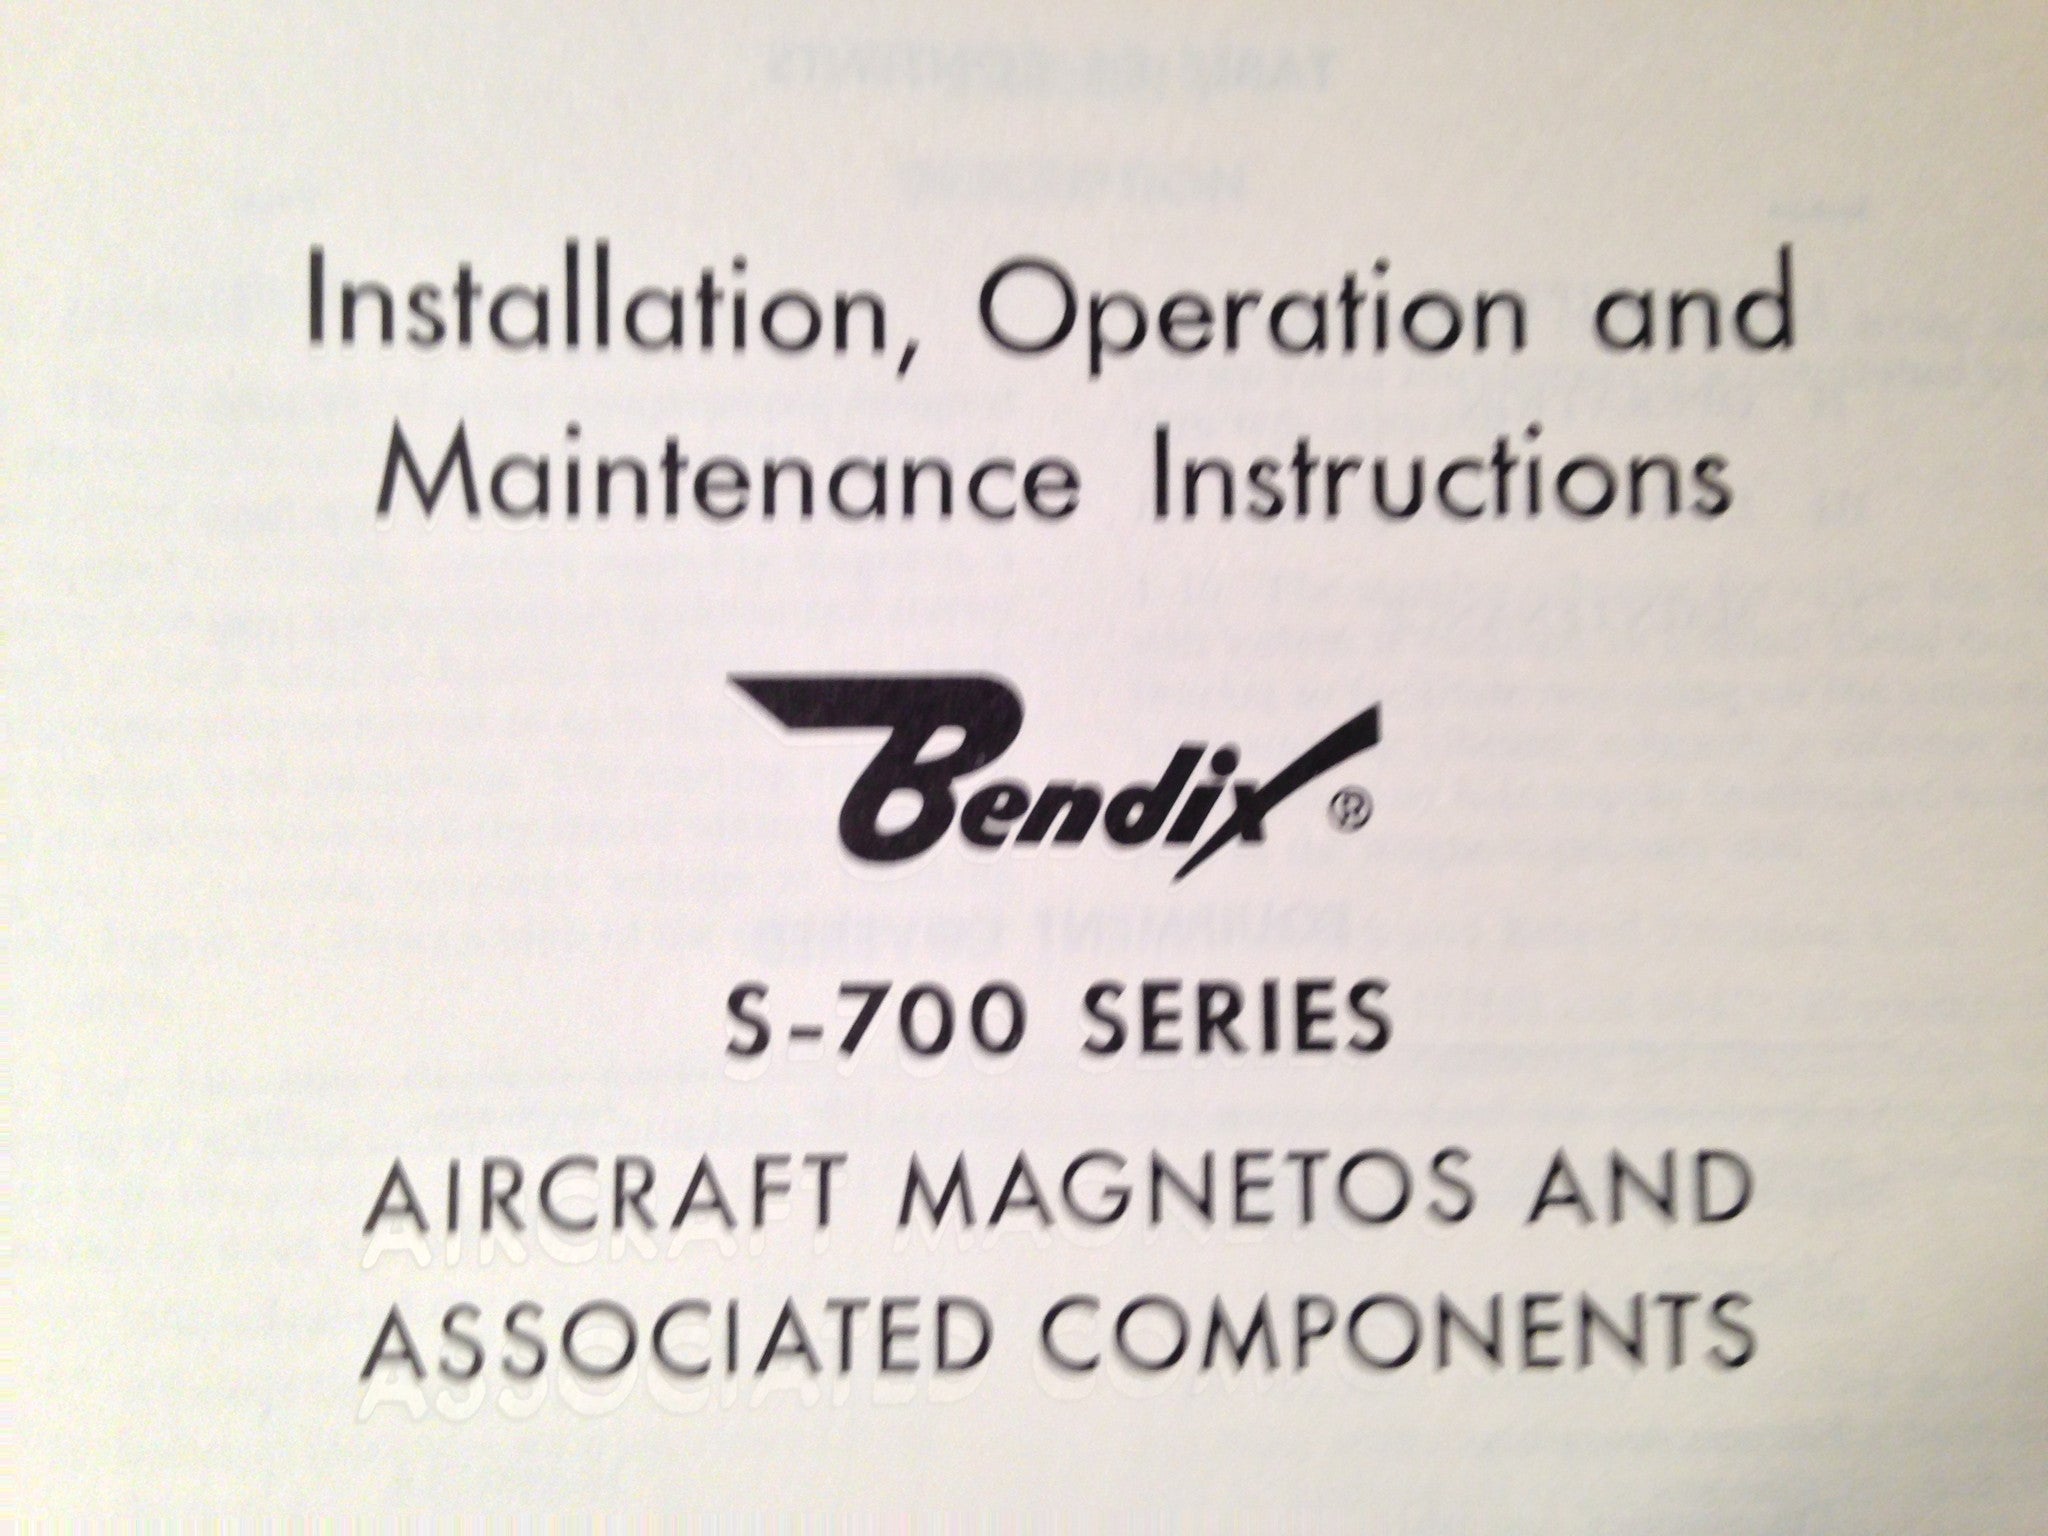 Installation, Operation and
Maintenance Instructions
Bendix ®
S-700 SERIES
AIRCRAFT MAGNETOS AND
ASSOCIATED COMPONENTS